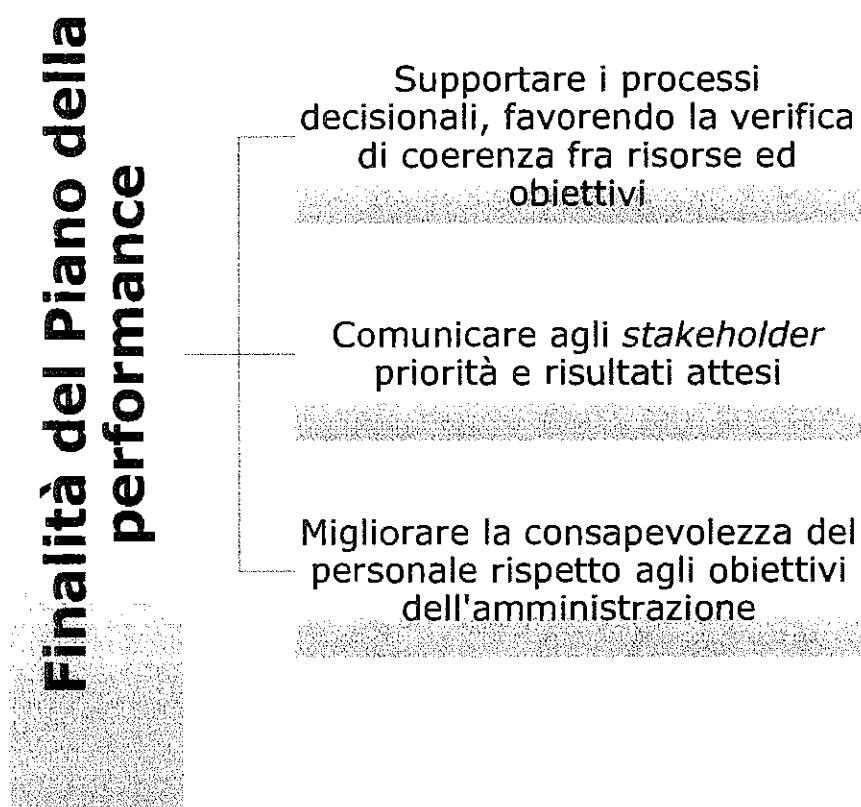 Finalità del Piano della
performance
Supportare i processi
decisionali, favorendo la verifica
di coerenza fra risorse ed
obiettivi
Comunicare agli stakeholder
priorità e risultati attesi
Migliorare la consapevolezza del
personale rispetto agli obiettivi
dell'amministrazione